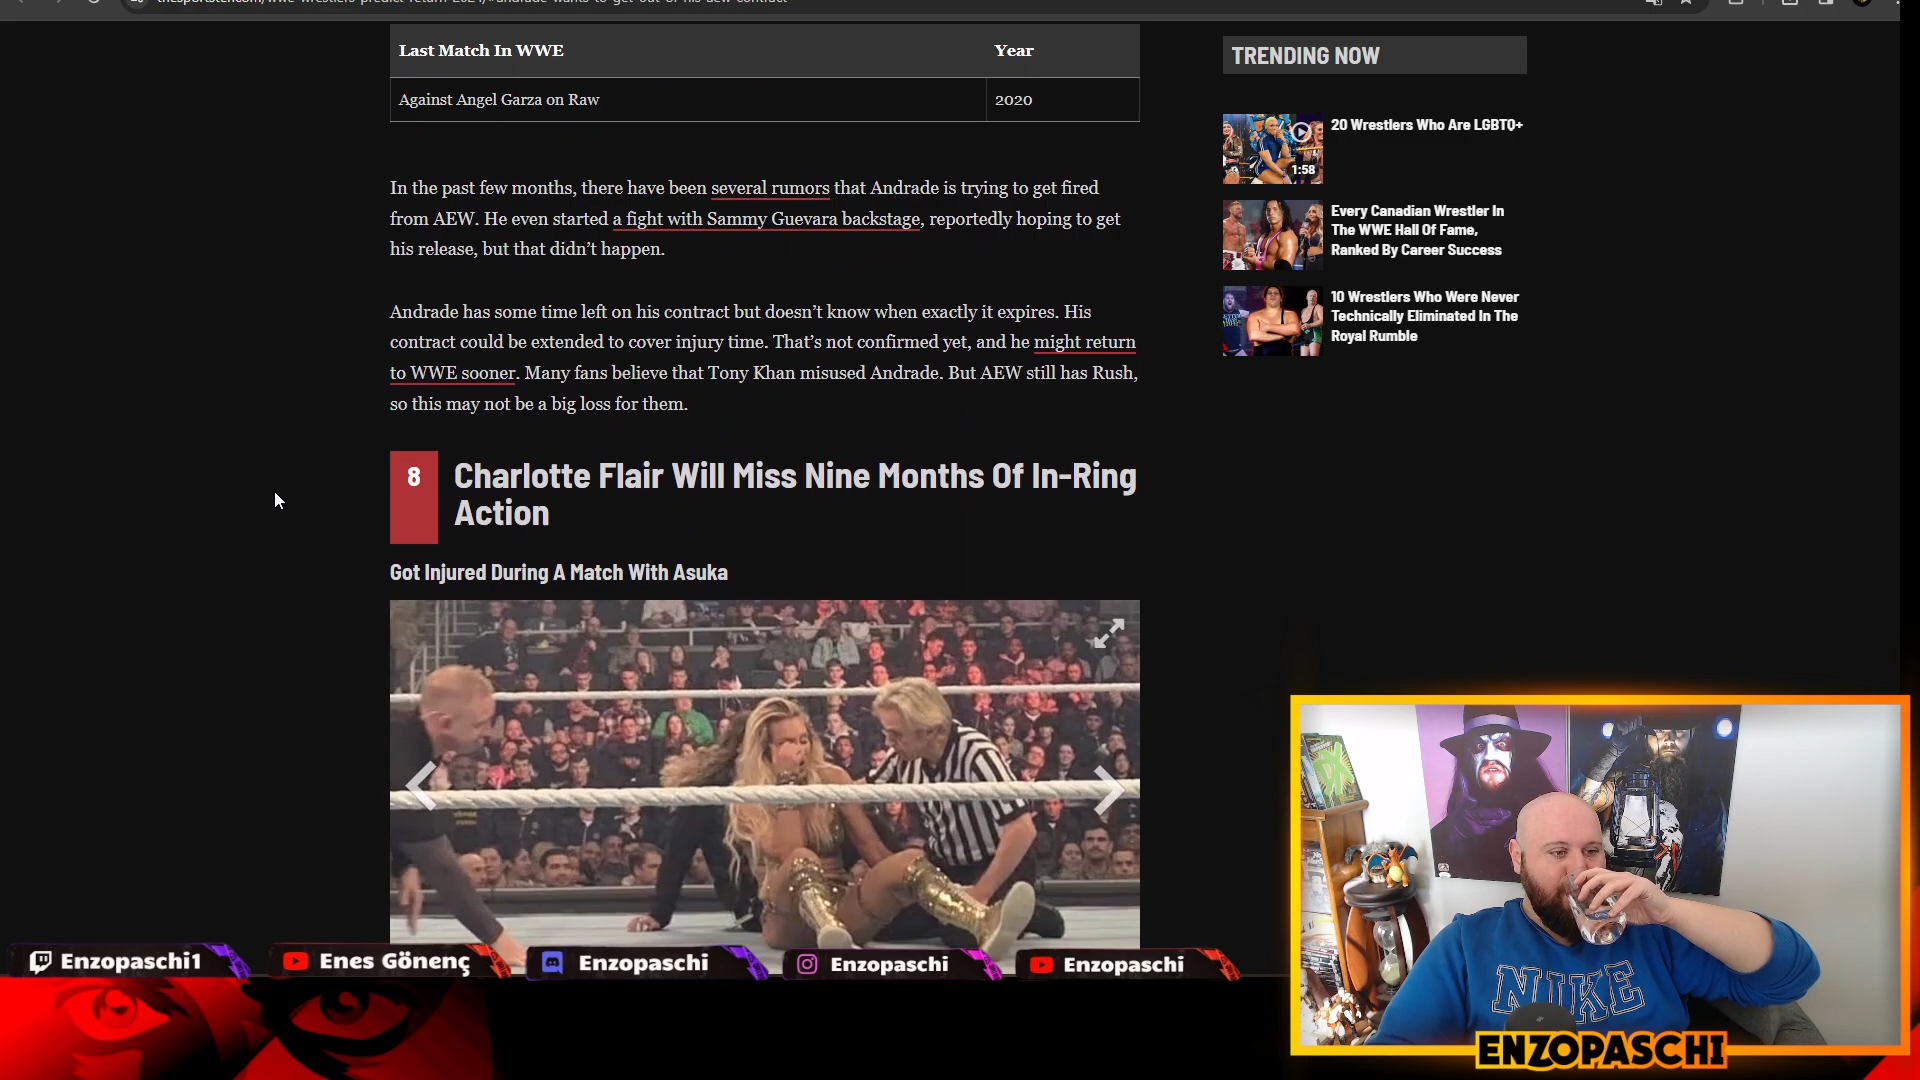 Last Match In WWE Year
Against Angel Garza on Raw 2020
In the past few months, there have been several rumors that Andrade is trying to get fired
from AEW. He even started a fight with Sammy Guevara backstage, reportedly hoping to get
his release, but that didn’t happen.
Andrade has some time left on his contract but doesn’t know when exactly it expires. His
contract could be extended to cover injury time. That’s not confirmed yet, and he might return
to WWE sooner. Many fans believe that Tony Khan misused Andrade. But AEW still has Rush,
so this may not be a big loss for them.
8 Charlotte Flair Will Miss Nine Months Of In-Ring
Action
Got Injured During A Match With Asuka
TRENDING NOW
1:58
20 Wrestlers Who Are LGBTQ+
Every Canadian Wrestler In
The WWE Hall Of Fame,
Ranked By Career Success
10 Wrestlers Who Were Never
Technically Eliminated In The
Royal Rumble
NIKE
Enzopaschi1
Enes Gönenç
Enzopaschi
Enzopaschi
Enzopaschi
ENZOPASCHI